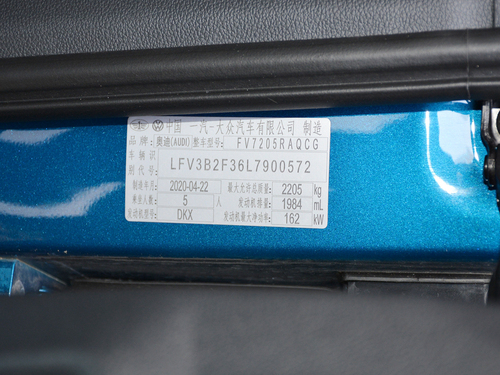 中国 一汽-大众汽车有限公司 制造
品牌 奥迪(AUDI) 整车型号 FV7205RAQCG
车辆识别代号 LFV3B2F36L7900572
制造年月 2020-04-22 最大允许总质量 2205 kg
乘坐人数 5 人 发动机排量 1984 mL
发动机型号 DKX 发动机最大净功率 162 kW